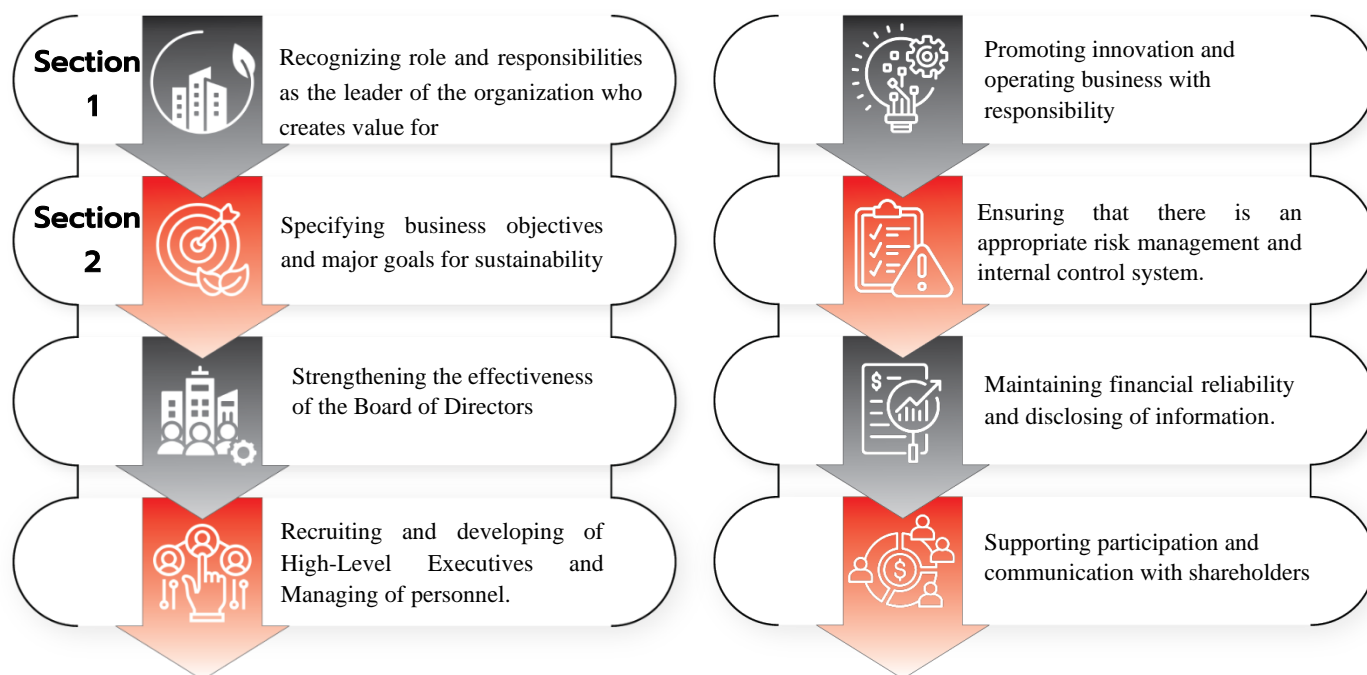 Section
1
Recognizing role and responsibilities
as the leader of the organization who
creates value for
Section
2
Specifying business objectives
and major goals for sustainability
Strengthening the effectiveness
of the Board of Directors
Recruiting and developing of
High-Level Executives and
Managing of personnel.
Promoting innovation and
operating business with
responsibility
Ensuring that there is an
appropriate risk management and
internal control system.
$
Maintaining financial reliability
and disclosing of information.
$
Supporting participation and
communication with shareholders